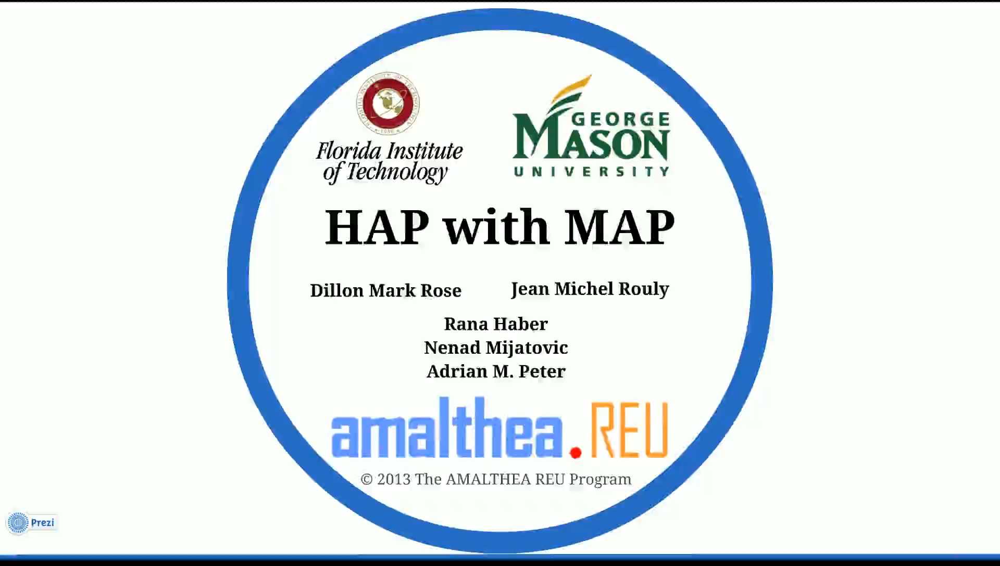 Florida Institute
of Technology
GEORGE
MASON
UNIVERSITY
HAP with MAP
Dillon Mark Rose
Jean Michel Rouly
Rana Haber
Nenad Mijatovic
Adrian M. Peter
amalthea.REU
© 2013 The AMALTHEA REU Program
Prezi